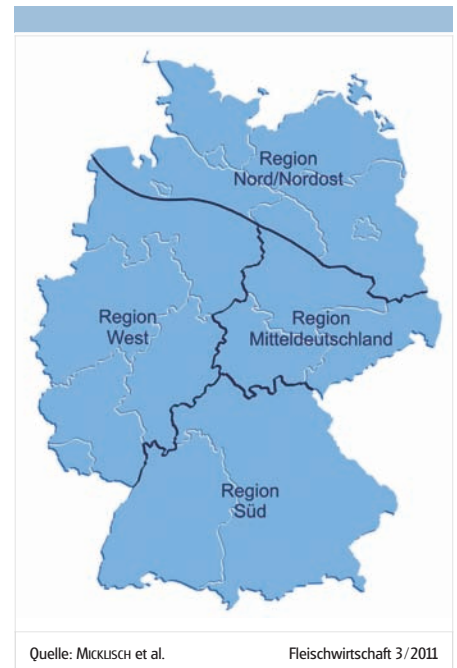 Region
Nord/Nordost
Region
West
Region
Mitteldeutschland
Region
Süd
Quelle: MICKLISCH et al.
Fleischwirtschaft 3/2011